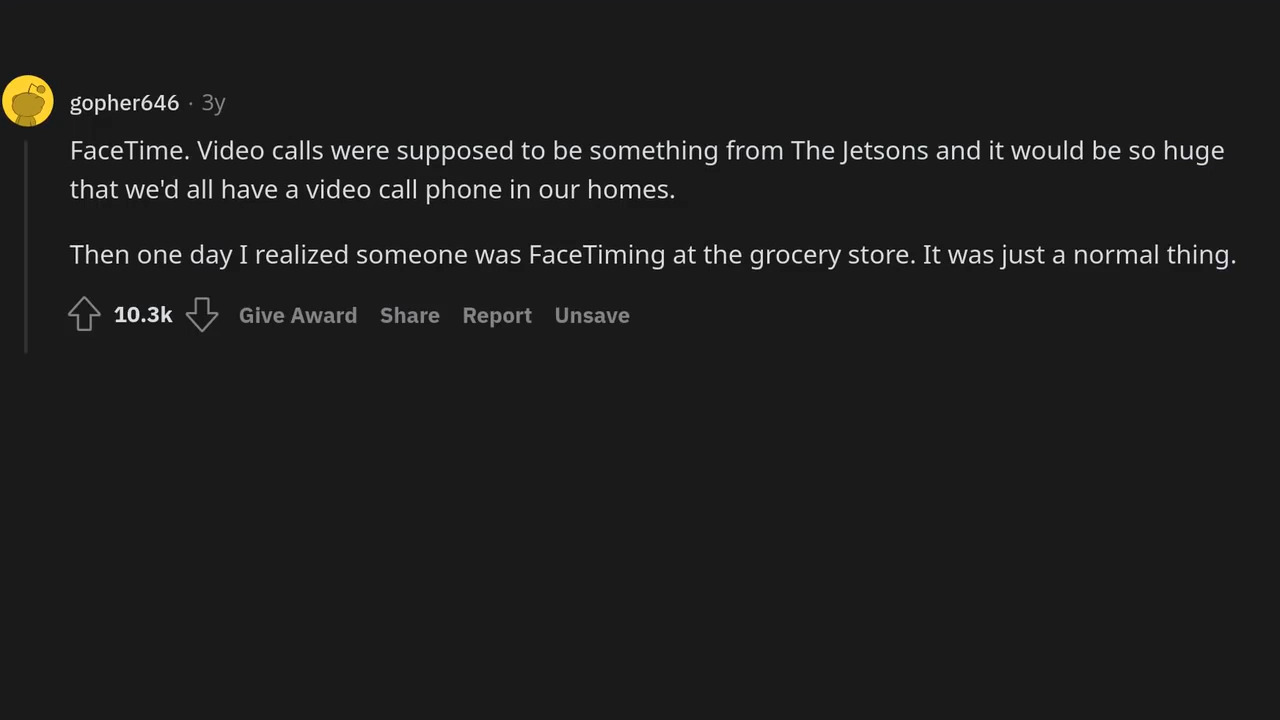 gopher646 · 3y
FaceTime. Video calls were supposed to be something from The Jetsons and it would be so huge
that we'd all have a video call phone in our homes.
Then one day I realized someone was FaceTiming at the grocery store. It was just a normal thing.
10.3k Give Award Share Report Unsave